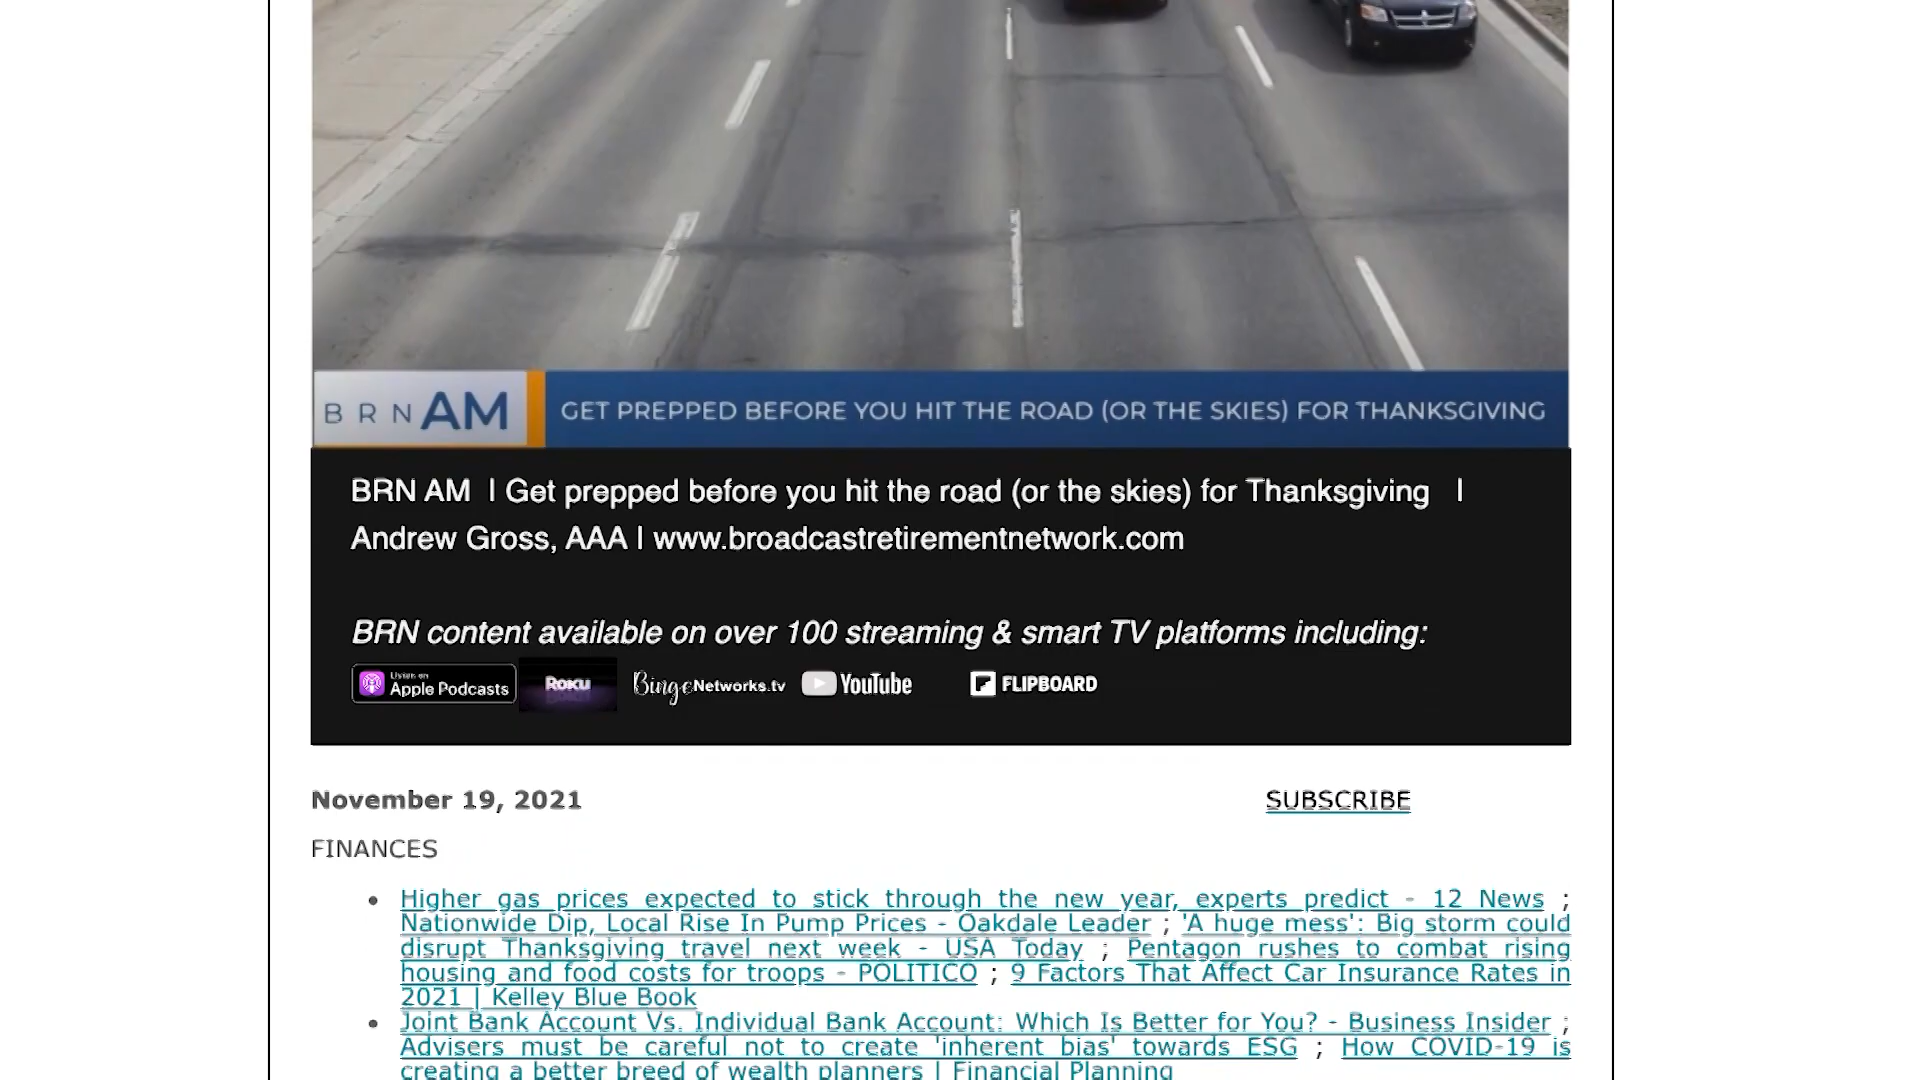 BRN AM GET PREPPED BEFORE YOU HIT THE ROAD (OR THE SKIES) FOR THANKSGIVING
BRN AM | Get prepped before you hit the road (or the skies) for Thanksgiving |
Andrew Gross, AAA | www.broadcastretirementnetwork.com
BRN content available on over 100 streaming & smart TV platforms including:
Listen on
Apple Podcasts ROKU BingeNetworks.tv YouTube FLIPBOARD
November 19, 2021 SUBSCRIBE
FINANCES
• Higher gas prices expected to stick through the new year, experts predict - 12 News ;
Nationwide Dip, Local Rise In Pump Prices - Oakdale Leader ; 'A huge mess': Big storm could
disrupt Thanksgiving travel next week - USA Today ; Pentagon rushes to combat rising
housing and food costs for troops - POLITICO ; 9 Factors That Affect Car Insurance Rates in
2021 | Kelley Blue Book
• Joint Bank Account Vs. Individual Bank Account: Which Is Better for You? - Business Insider ;
Advisers must be careful not to create 'inherent bias' towards ESG ; How COVID-19 is
creating a better breed of wealth planners | Financial Planning